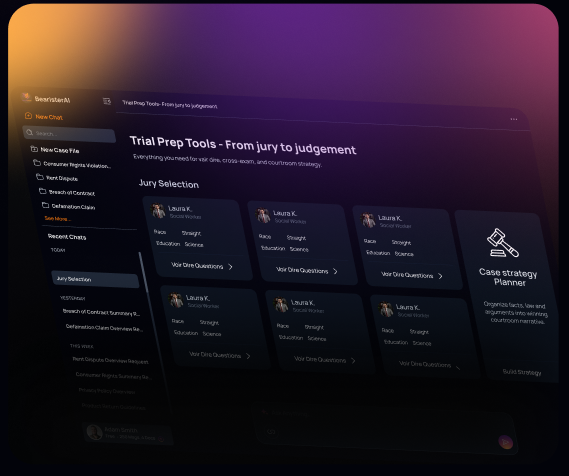 BearisterAI
Trial Prep Tools- From jury to judgement
New Chat
Search
New Case File
Consumer Rights Violation...
Rent Dispute
Breach of Contract
Defamation Claim
See More...
Recent Chats
TODAY
Jury Selection
YESTERDAY
Breach of Contract Summary R...
Defamation Claim Overview Re...
THIS WEEK
Rent Dispute Overview Request
Consumer Rights Summary Re...
Privacy Policy Overview
Trial Prep Tools - From jury to judgement
Everything you need for voir dire, cross-exam, and courtroom strategy.
Jury Selection
Laura K.
Social Worker
Race Straight
Education Science
Voir Dire Questions
Laura K.
Social Worker
Race Straight
Education Science
Voir Dire Questions
Laura K.
Social Worker
Race Straight
Education Science
Voir Dire Questions
Case strategy
Planner
Organize facts, law and
arguments into winning
courtroom narrative.
Build Strategy
Laura K.
Social Worker
Race Straight
Education Science
Voir Dire Questions
Laura K.
Social Worker
Race Straight
Education Science
Voir Dire Questions
Laura K.
Social Worker
Race Straight
Education Science
Voir Dire Questions